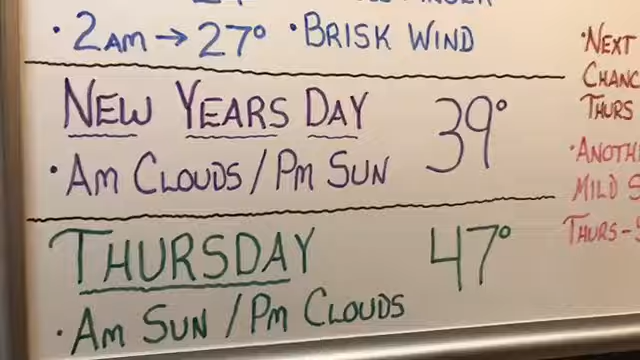 • 2AM → 27° • BRISK WIND
NEW YEARS DAY 39°
• AM CLOUDS / PM SUN
THURSDAY 47°
• AM SUN / PM CLOUDS
• NEXT
CHANC
THURS
• ANOTH
MILD S
THURS-